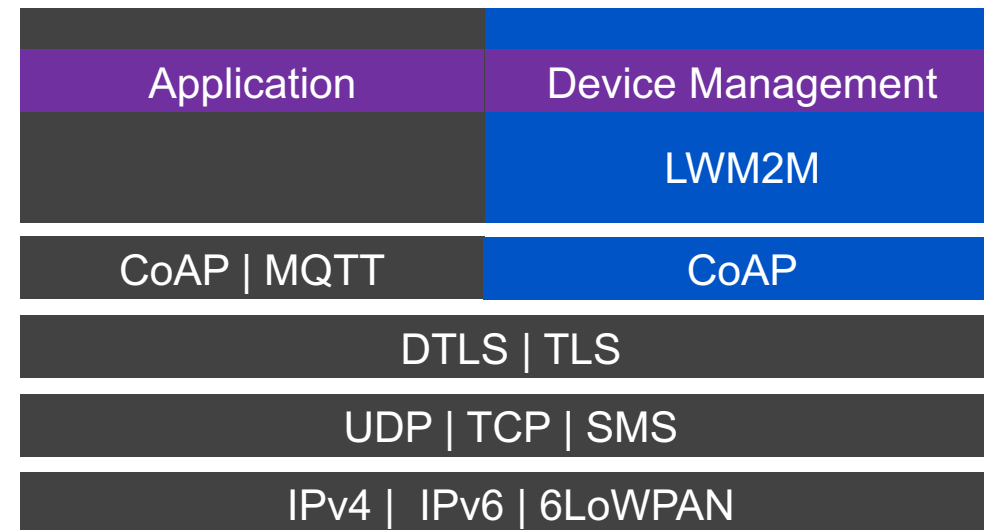 Application
Device Management
LWM2M
CoAP | MQTT
CoAP
DTLS | TLS
UDP | TCP | SMS
IPv4 | IPv6 | 6LoWPAN